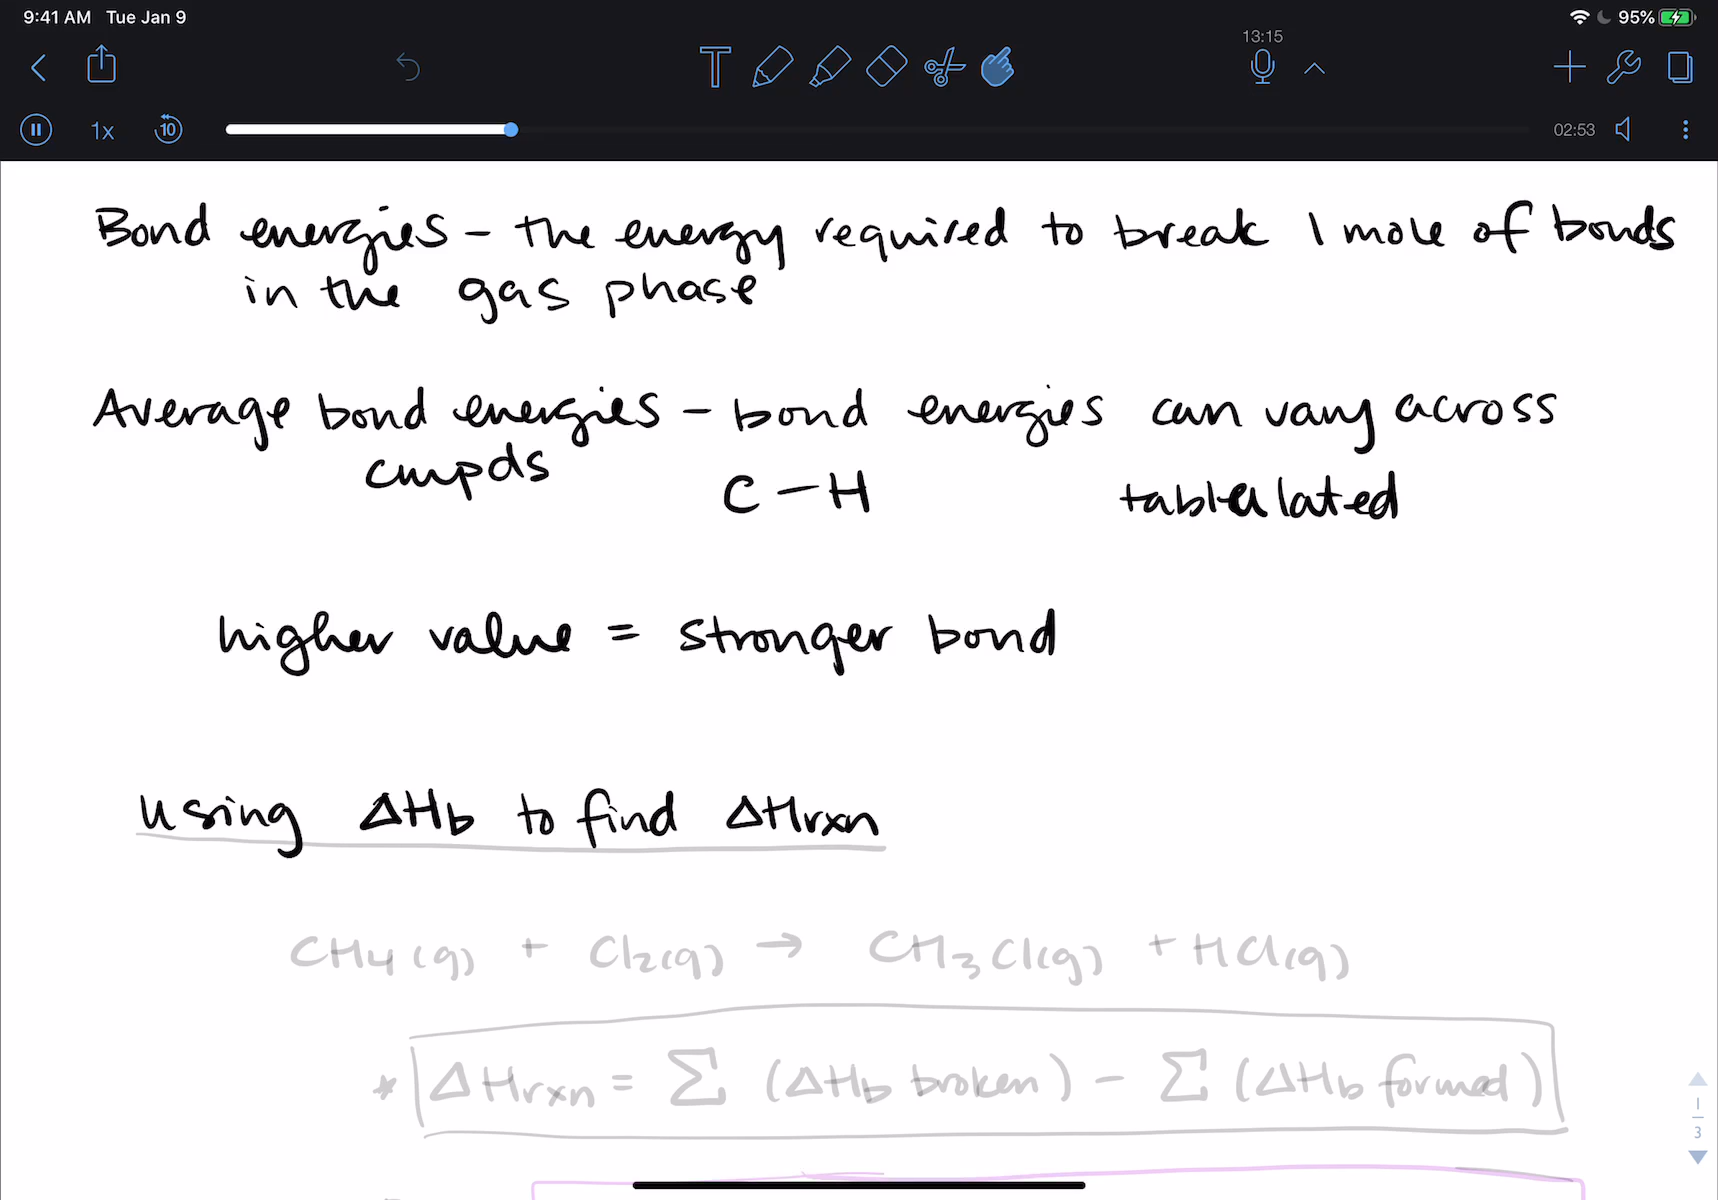 9:41 AM Tue Jan 9
95%
13:15
1x
10
02:53
Bond energies – the energy required to break 1 mole of bonds
in the gas phase
Average bond energies – bond energies can vary across
cmpds
C – H
tabulated
higher value = stronger bond
using ΔHb to find ΔHrxn
CH4(g) + Cl2(g) → CH3Cl(g) + HCl(g)
* ΔHrxn = Σ (ΔHb broken) – Σ (ΔHb formed)
1
3